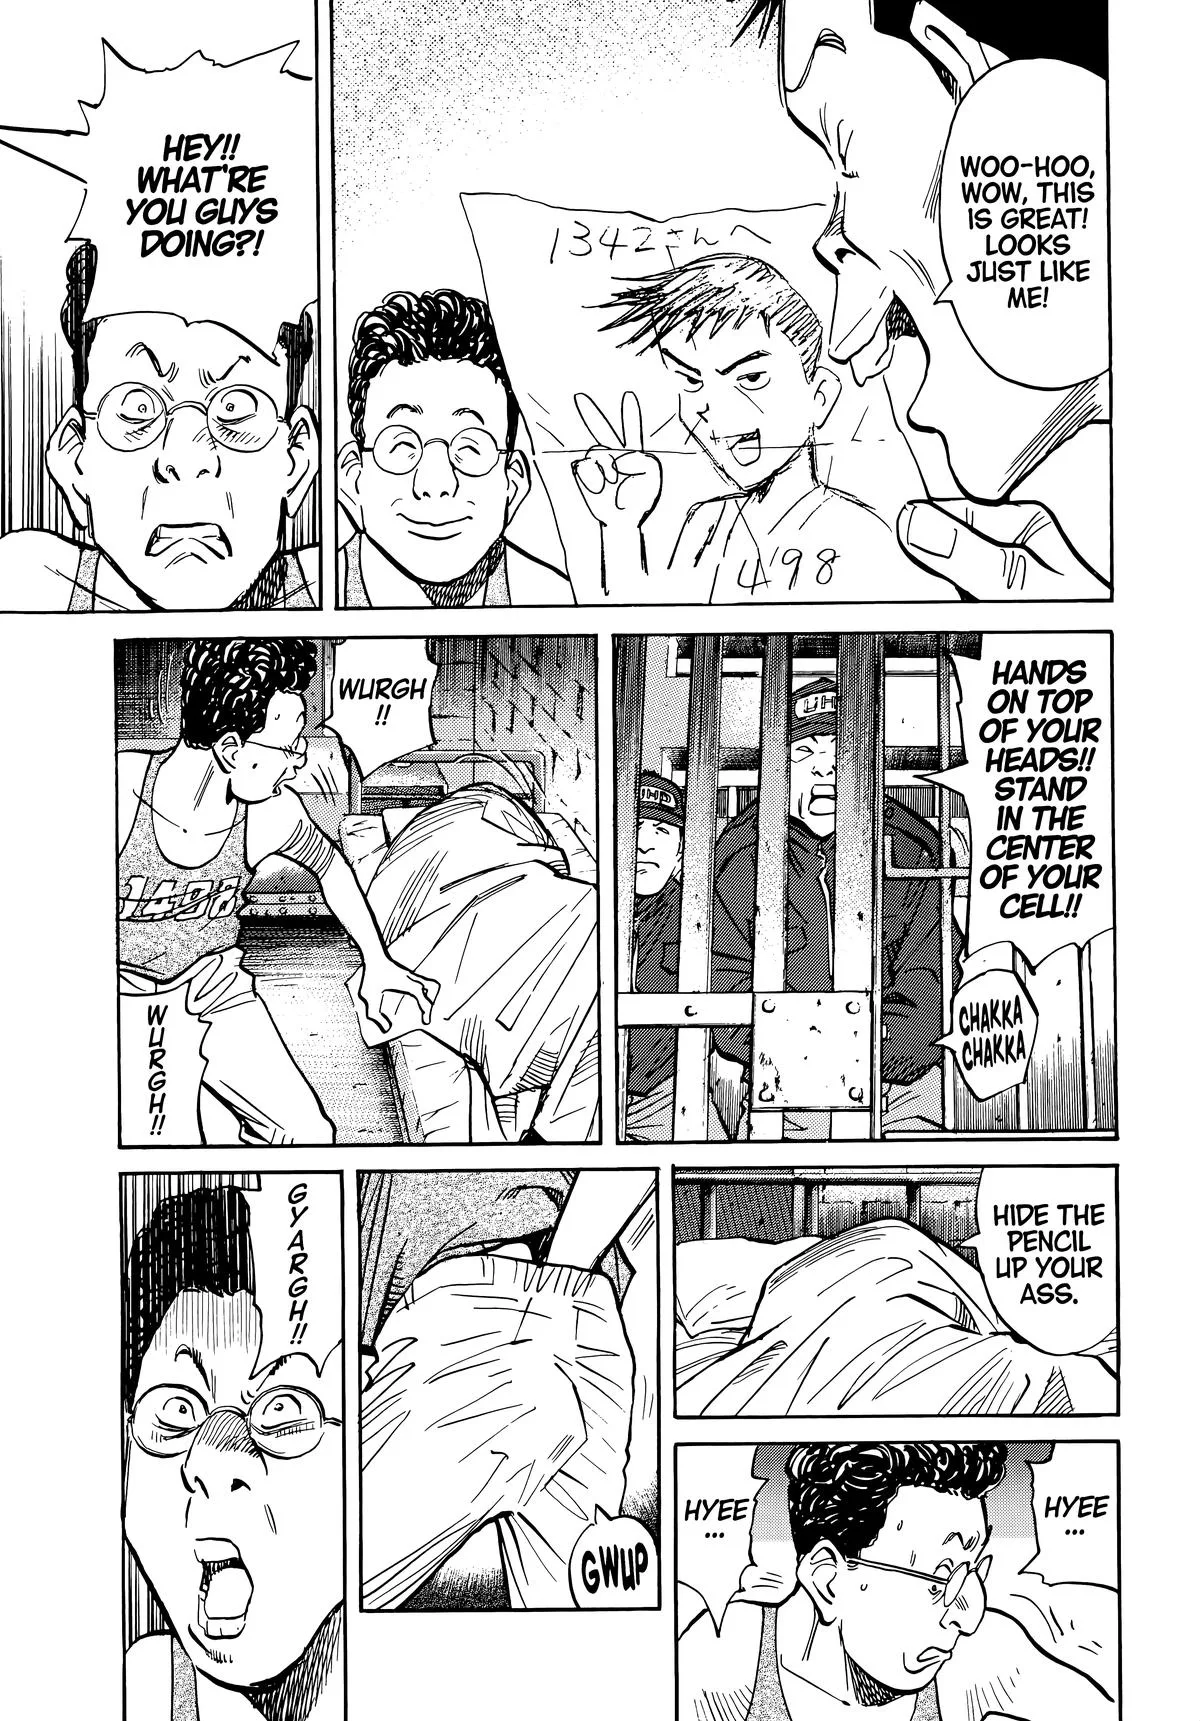 WOO-HOO,
WOW, THIS
IS GREAT!
LOOKS
JUST LIKE
ME!
1342さんへ
1498
HEY!!
WHAT'RE
YOU GUYS
DOING?!
HANDS
ON TOP
OF YOUR
HEADS!!
STAND
IN THE
CENTER
OF YOUR
CELL!!
CHAKKA
CHAKKA
UHD
UHD
WURGH
!!
1498
WURGH!!
HIDE THE
PENCIL
UP YOUR
ASS.
GWUP
GYARGH!!
HYEE
...
HYEE
...